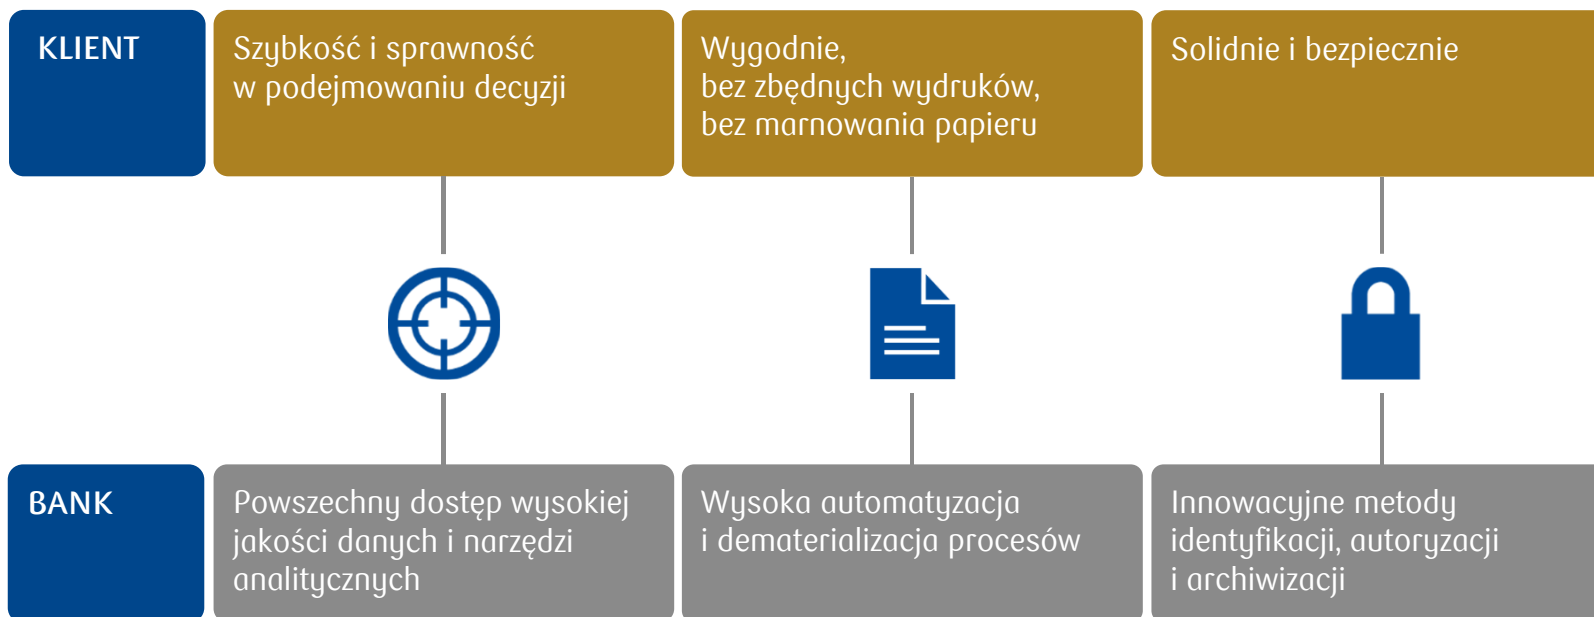 KLIENT
Szybkość i sprawność
w podejmowaniu decyzji
Wygodnie,
bez zbędnych wydruków,
bez marnowania papieru
Solidnie i bezpiecznie
BANK
Powszechny dostęp wysokiej
jakości danych i narzędzi
analitycznych
Wysoka automatyzacja
i dematerializacja procesów
Innowacyjne metody
identyfikacji, autoryzacji
i archiwizacji